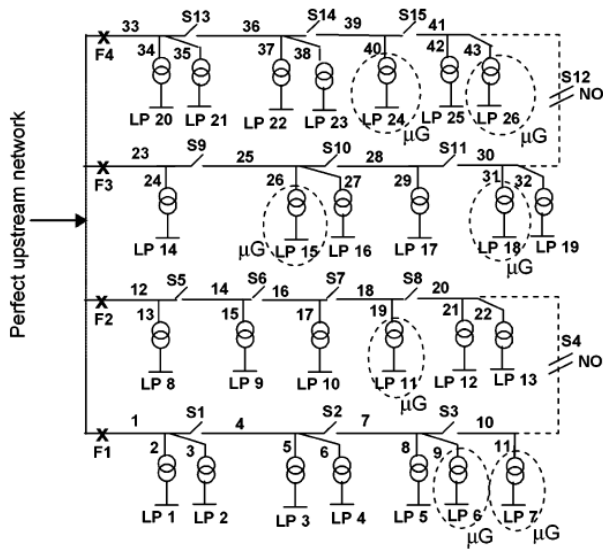 33 S13 36 S14 39 S15 41
F4 34 35 37 38 40 42 43
S12
NO
LP 20 LP 21 LP 22 LP 23 LP 24 LP 25 LP 26
μG μG
23 S9 25 S10 28 S11 30
F3 24 26 27 29 31 32
LP 14 μG LP 15 LP 16 LP 17 LP 18 LP 19
μG
Perfect upstream network
12 S5 14 S6 16 S7 18 S8 20
F2 13 15 17 19 21 22
S4
NO
LP 8 LP 9 LP 10 LP 11 LP 12 LP 13
μG
1 S1 4 S2 7 S3 10
F1 2 3 5 6 8 9 11
LP 1 LP 2 LP 3 LP 4 LP 5 LP 6 LP 7
μG μG